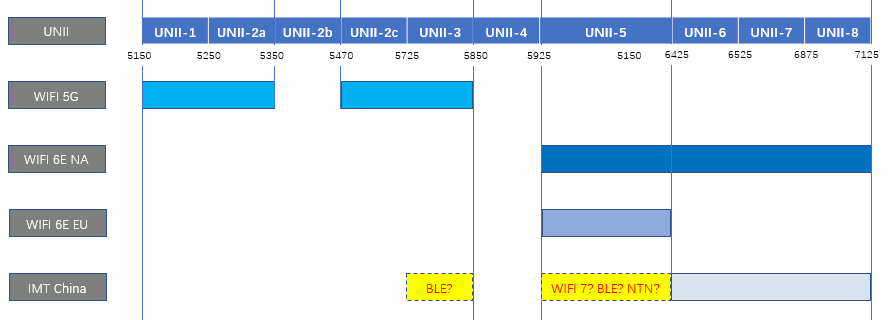 UNII UNII-1 UNII-2a UNII-2b UNII-2c UNII-3 UNII-4 UNII-5 UNII-6 UNII-7 UNII-8
5150 5250 5350 5470 5725 5850 5925 5150 6425 6525 6875 7125
WIFI 5G
WIFI 6E NA
WIFI 6E EU
IMT China BLE? WIFI 7? BLE? NTN?